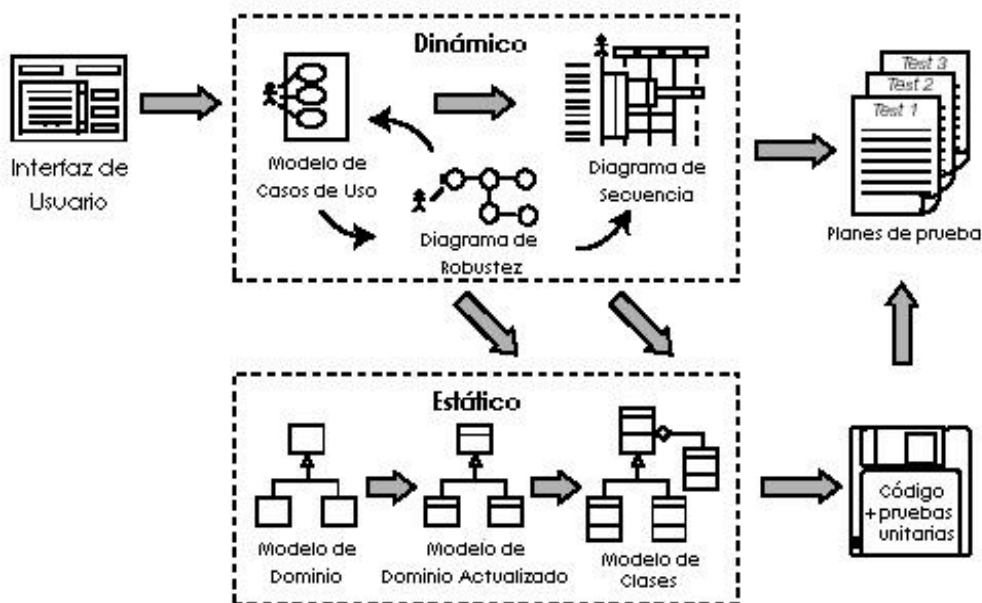 Dinámico
Interfaz de
Usuario
Modelo de
Casos de Uso
Diagrama de
Robustez
Diagrama de
Secuencia
Test 3
Test 2
Test 1
Planes de prueba
Estático
Modelo de
Dominio
Modelo de
Dominio Actualizado
Modelo de
Clases
Código
+ pruebas
unitarias